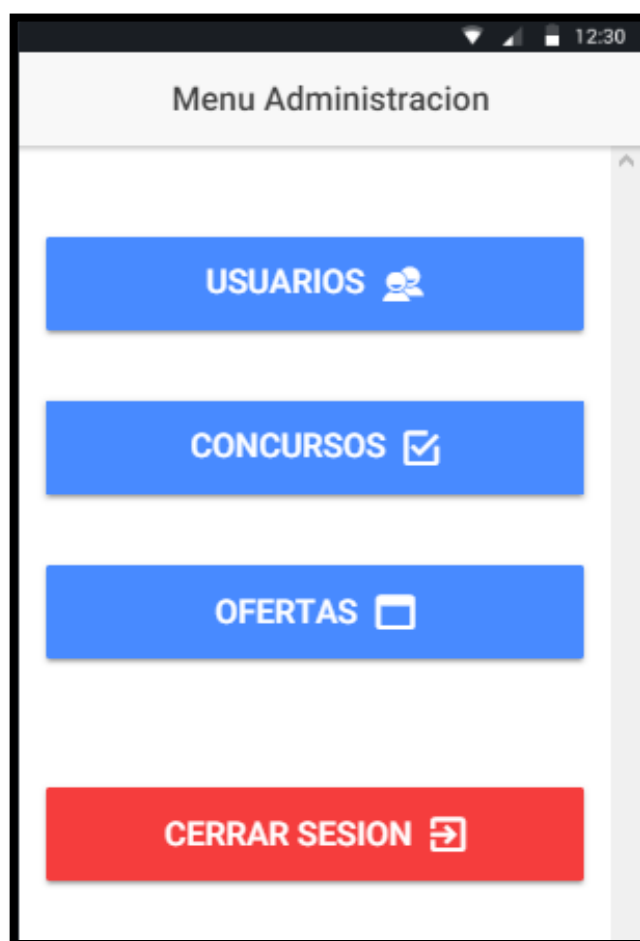 12:30
Menu Administracion
USUARIOS
CONCURSOS
OFERTAS
CERRAR SESION